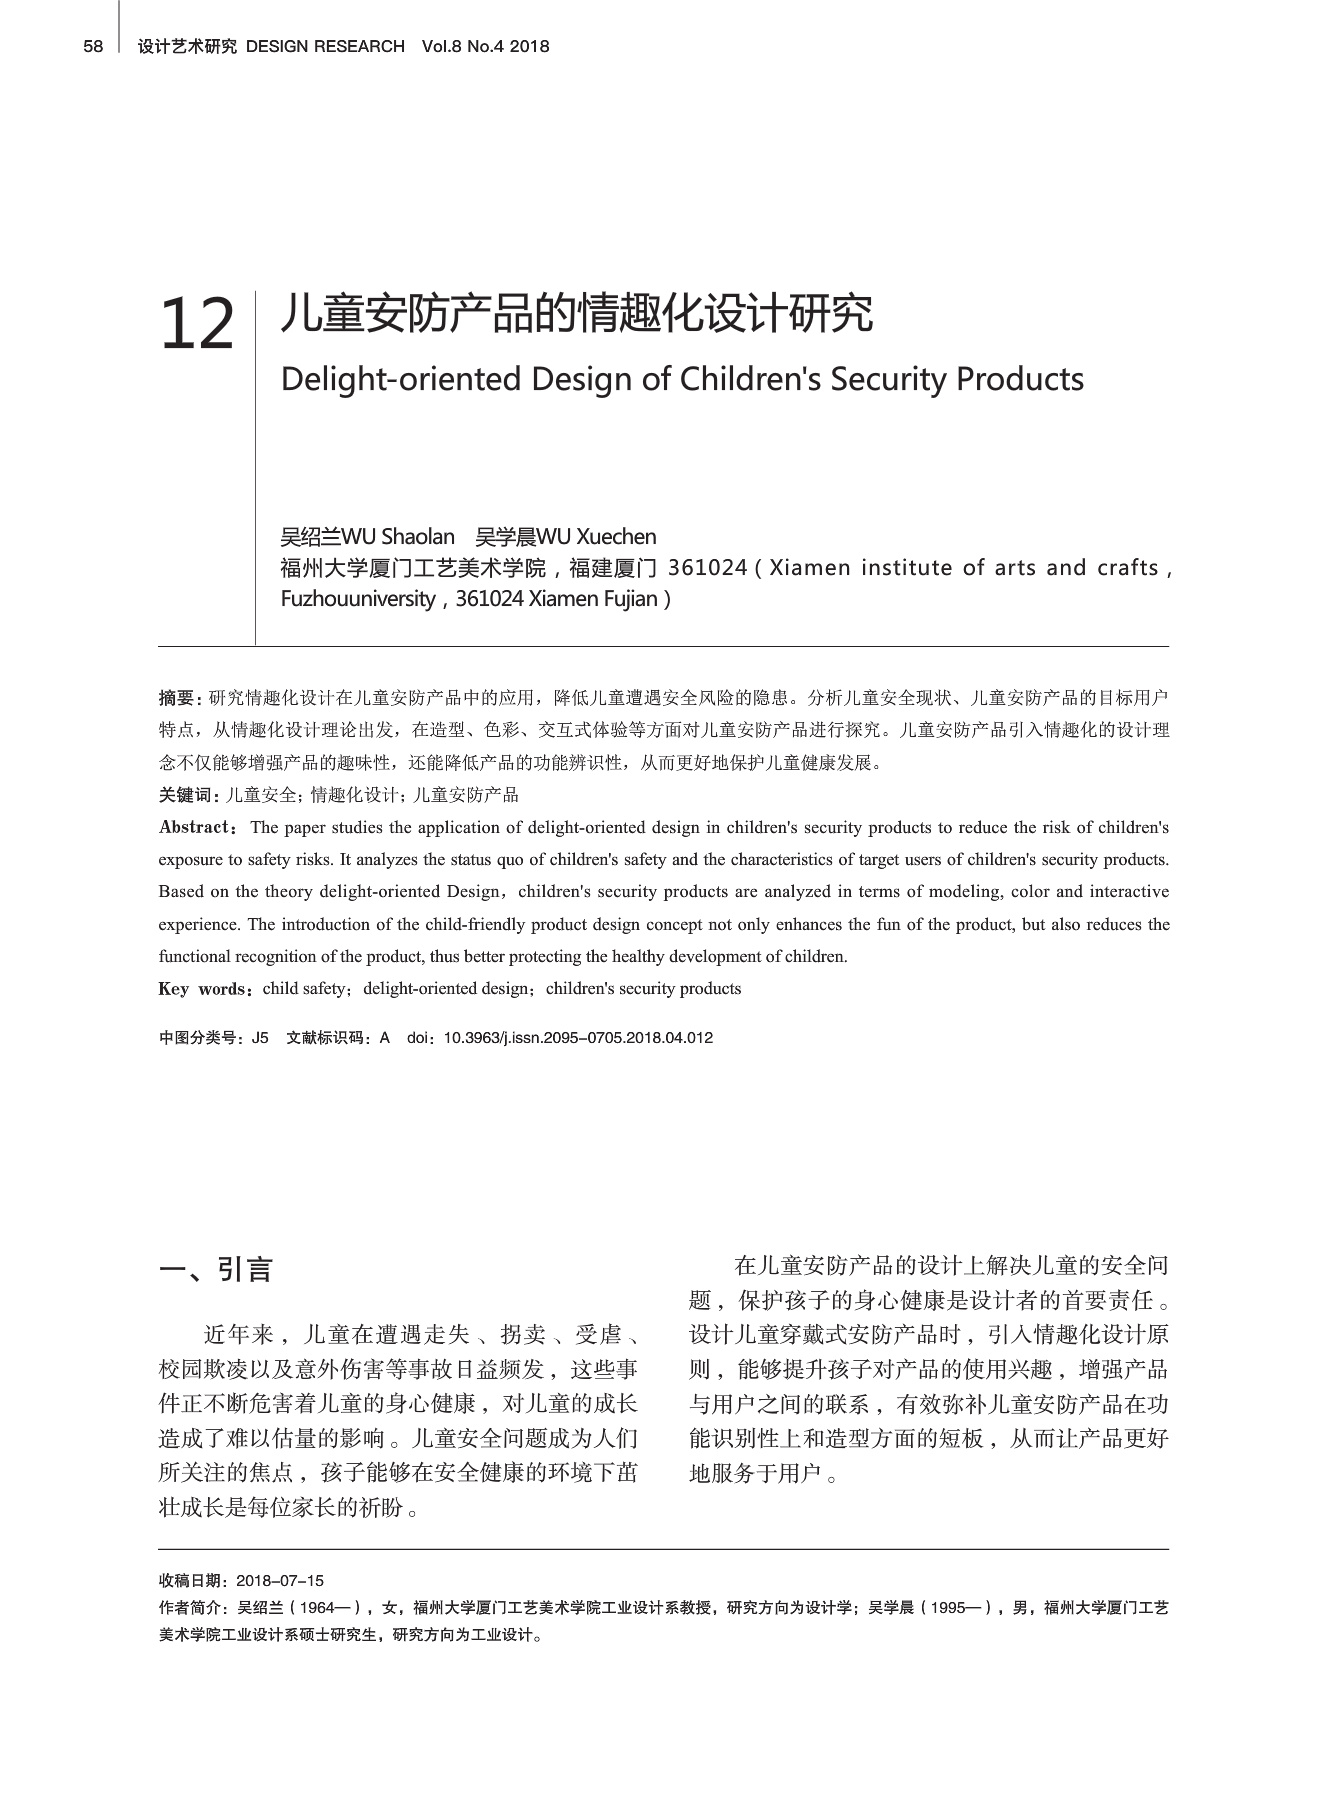 58 设计艺术研究 DESIGN RESEARCH Vol.8 No.4 2018
12
儿童安防产品的情趣化设计研究
Delight-oriented Design of Children's Security Products
吴绍兰WU Shaolan 吴学晨WU Xuechen
福州大学厦门工艺美术学院，福建厦门 361024（Xiamen institute of arts and crafts，
Fuzhouuniversity，361024 Xiamen Fujian）
摘要：研究情趣化设计在儿童安防产品中的应用，降低儿童遭遇安全风险的隐患。分析儿童安全现状、儿童安防产品的目标用户
特点，从情趣化设计理论出发，在造型、色彩、交互式体验等方面对儿童安防产品进行探究。儿童安防产品引入情趣化的设计理
念不仅能够增强产品的趣味性，还能降低产品的功能辨识性，从而更好地保护儿童健康发展。
关键词：儿童安全；情趣化设计；儿童安防产品
Abstract：The paper studies the application of delight-oriented design in children's security products to reduce the risk of children's
exposure to safety risks. It analyzes the status quo of children's safety and the characteristics of target users of children's security products.
Based on the theory delight-oriented Design，children's security products are analyzed in terms of modeling, color and interactive
experience. The introduction of the child-friendly product design concept not only enhances the fun of the product, but also reduces the
functional recognition of the product, thus better protecting the healthy development of children.
Key words：child safety；delight-oriented design；children's security products
中图分类号：J5 文献标识码：A doi：10.3963/j.issn.2095-0705.2018.04.012
一、引言
近年来，儿童在遭遇走失、拐卖、受虐、
校园欺凌以及意外伤害等事故日益频发，这些事
件正不断危害着儿童的身心健康，对儿童的成长
造成了难以估量的影响。儿童安全问题成为人们
所关注的焦点，孩子能够在安全健康的环境下茁
壮成长是每位家长的祈盼。
在儿童安防产品的设计上解决儿童的安全问
题，保护孩子的身心健康是设计者的首要责任。
设计儿童穿戴式安防产品时，引入情趣化设计原
则，能够提升孩子对产品的使用兴趣，增强产品
与用户之间的联系，有效弥补儿童安防产品在功
能识别性上和造型方面的短板，从而让产品更好
地服务于用户。
收稿日期：2018-07-15
作者简介：吴绍兰（1964—），女，福州大学厦门工艺美术学院工业设计系教授，研究方向为设计学；吴学晨（1995—），男，福州大学厦门工艺
美术学院工业设计系硕士研究生，研究方向为工业设计。